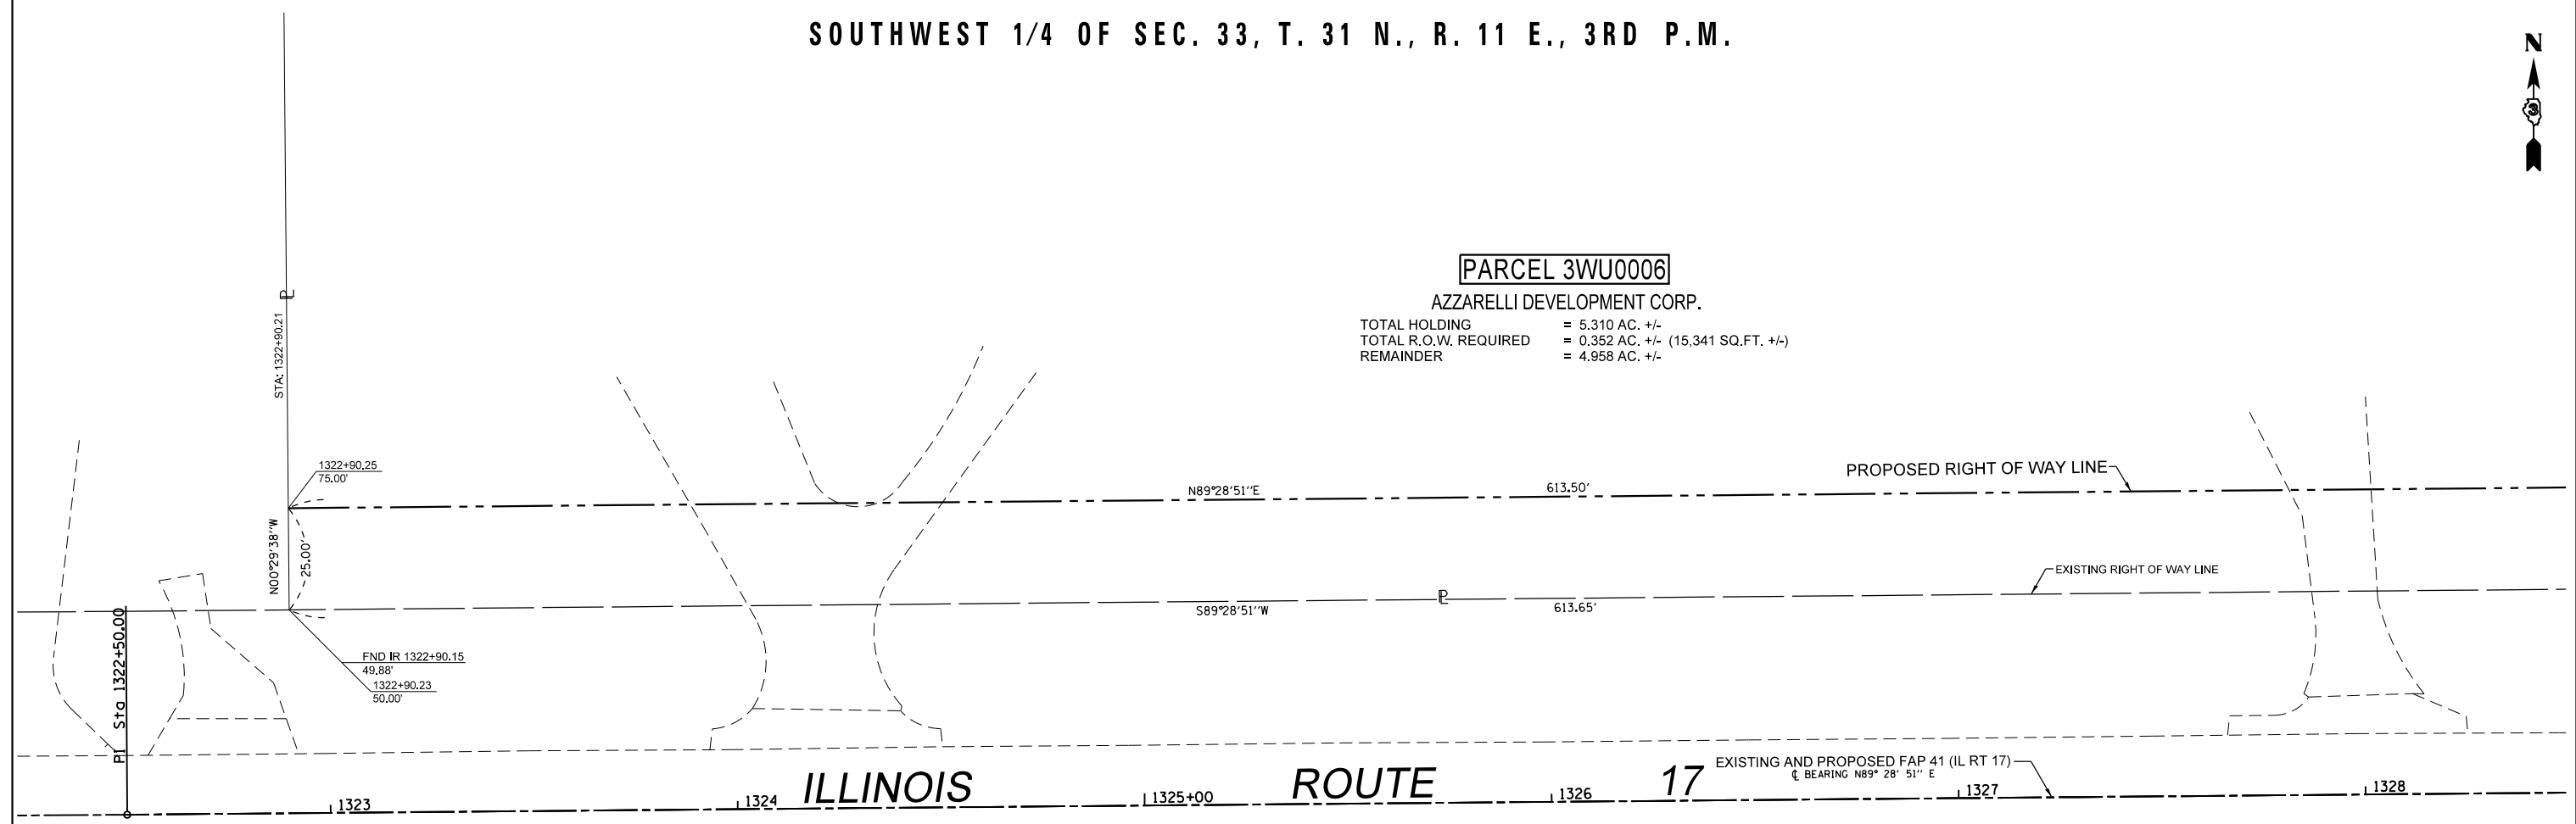 SOUTHWEST 1/4 OF SEC. 33, T. 31 N., R. 11 E., 3RD P.M.
N
3
PARCEL 3WU0006
AZZARELLI DEVELOPMENT CORP.
TOTAL HOLDING = 5.310 AC. +/-
TOTAL R.O.W. REQUIRED = 0.352 AC. +/- (15,341 SQ.FT. +/-)
REMAINDER = 4.958 AC. +/-
PL
STA: 1322+90.21
1322+90.25
75.00'
N89°28'51''E
613.50'
PROPOSED RIGHT OF WAY LINE
N00°29'38''W
25.00'
EXISTING RIGHT OF WAY LINE
PL
S89°28'51''W
613.65'
PI Sta 1322+50.00
FND IR 1322+90.15
49.88'
1322+90.23
50.00'
ILLINOIS ROUTE 17
EXISTING AND PROPOSED FAP 41 (IL RT 17)
℄ BEARING N89° 28' 51'' E
1323
1324
1325+00
1326
1327
1328